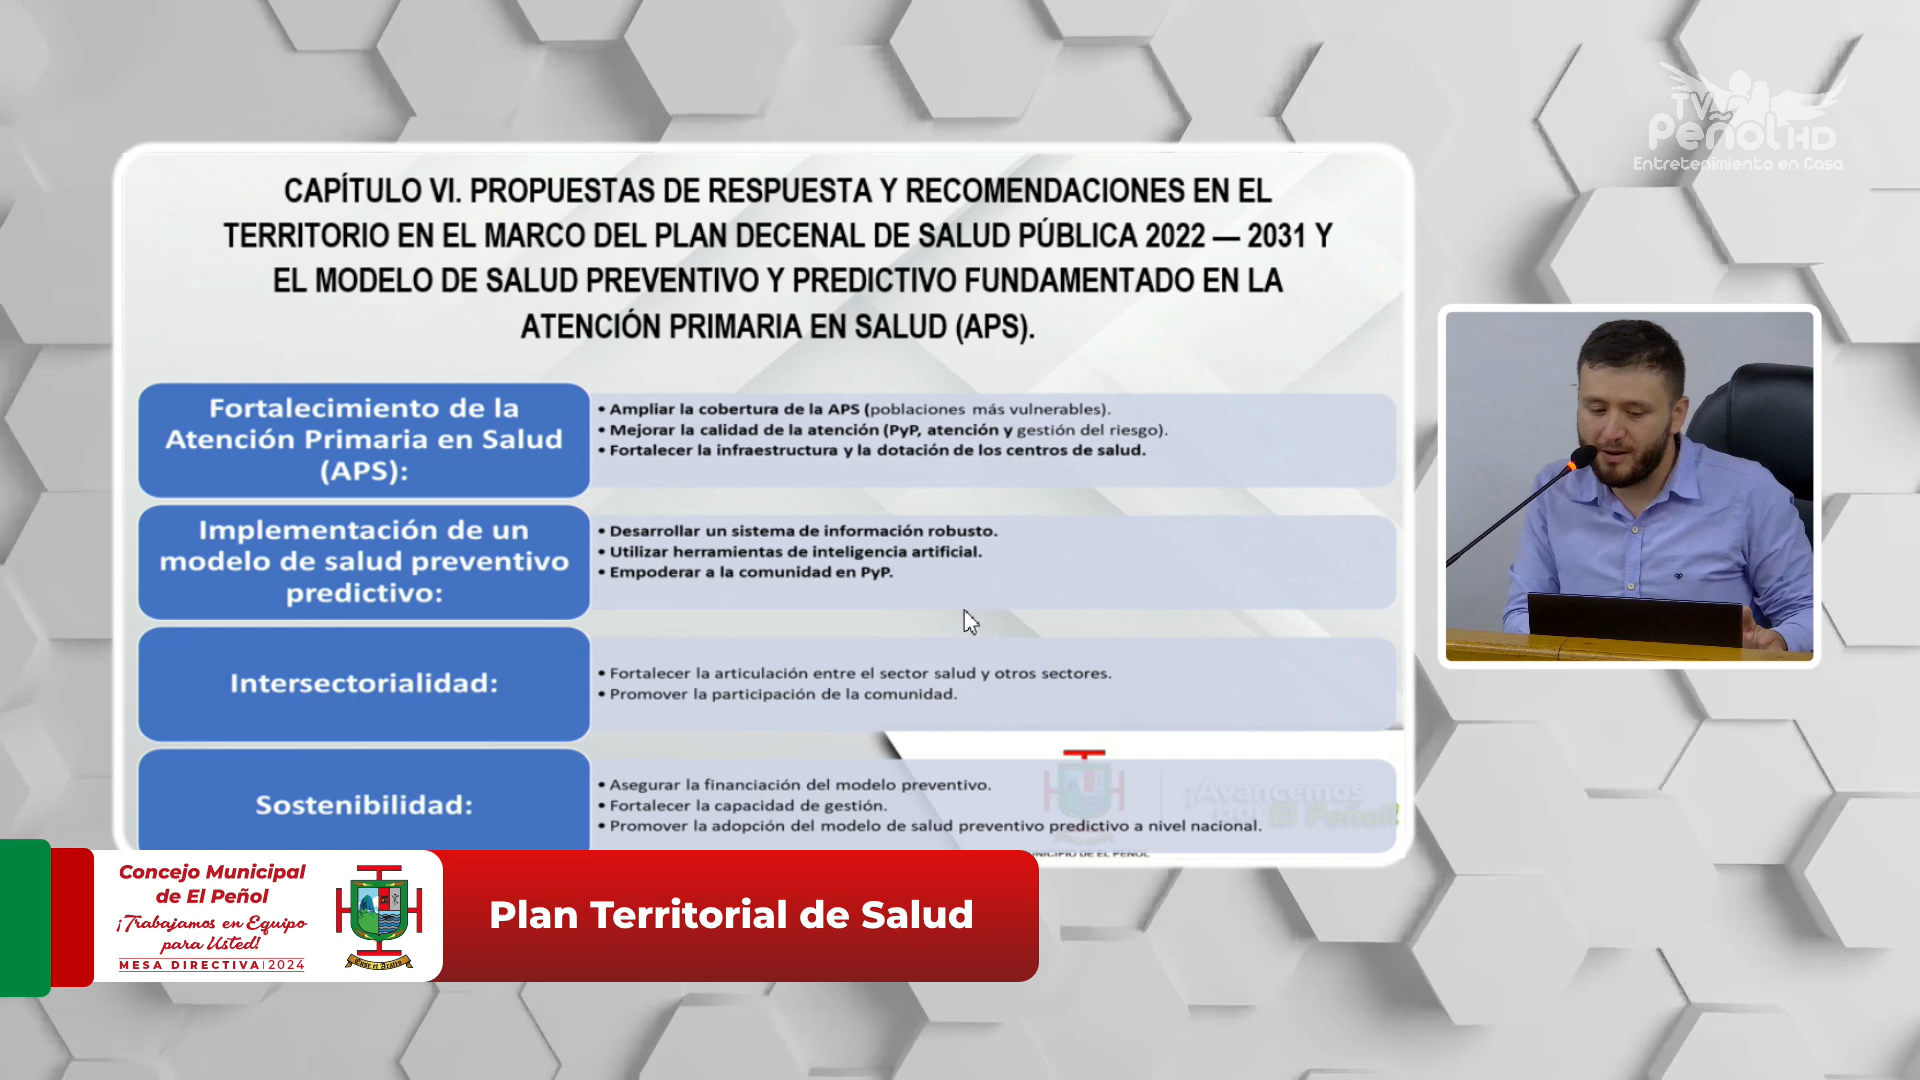 TV
Peñol HD
Entretenimiento en Casa
CAPÍTULO VI. PROPUESTAS DE RESPUESTA Y RECOMENDACIONES EN EL
TERRITORIO EN EL MARCO DEL PLAN DECENAL DE SALUD PÚBLICA 2022 — 2031 Y
EL MODELO DE SALUD PREVENTIVO Y PREDICTIVO FUNDAMENTADO EN LA
ATENCIÓN PRIMARIA EN SALUD (APS).
Fortalecimiento de la
Atención Primaria en Salud
(APS):
• Ampliar la cobertura de la APS (poblaciones más vulnerables).
• Mejorar la calidad de la atención (PyP, atención y gestión del riesgo).
• Fortalecer la infraestructura y la dotación de los centros de salud.
Implementación de un
modelo de salud preventivo
predictivo:
• Desarrollar un sistema de información robusto.
• Utilizar herramientas de inteligencia artificial.
• Empoderar a la comunidad en PyP.
Intersectorialidad:
• Fortalecer la articulación entre el sector salud y otros sectores.
• Promover la participación de la comunidad.
Sostenibilidad:
• Asegurar la financiación del modelo preventivo.
• Fortalecer la capacidad de gestión.
• Promover la adopción del modelo de salud preventivo predictivo a nivel nacional.
¡Avancemos
por El Peñol!
DE EL PEÑOL
Concejo Municipal
de El Peñol
¡Trabajamos en Equipo
para Usted!
MESA DIRECTIVA | 2024
Plan Territorial de Salud